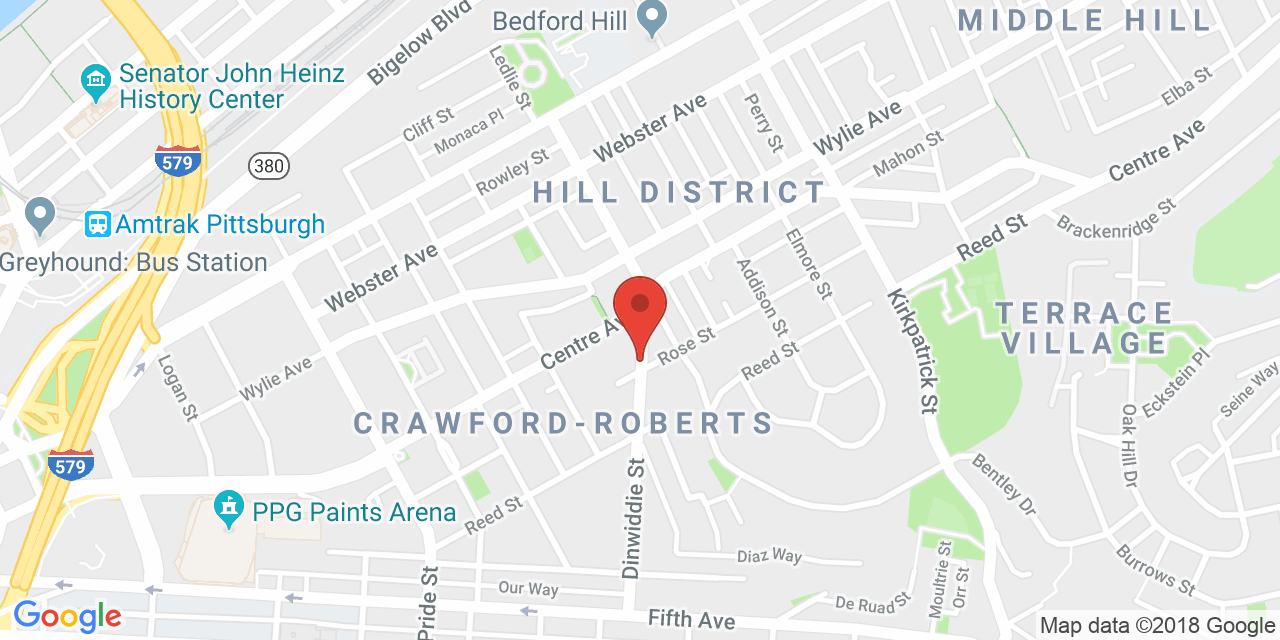 MIDDLE HILL
Bedford Hill
Bigelow Blvd
Ledlie St
Senator John Heinz
History Center
Cliff St
Monaca Pl
Webster Ave
Perry St
Wylie Ave
Elba St
Mahon St
Centre Ave
579
380
Rowley St
HILL DISTRICT
Brackenridge St
Amtrak Pittsburgh
Greyhound: Bus Station
Webster Ave
Elmore St
Addison St
Reed St
Kirkpatrick St
TERRACE
VILLAGE
Centre Av
Rose St
Reed St
Logan St
Wylie Ave
Eckstein Pl
Seine Way
Oak Hill Dr
CRAWFORD-ROBERTS
579
Bentley Dr
PPG Paints Arena
Reed St
Dinwiddie St
Diaz Way
Burrows St
Moultrie St
Orr St
Our Way
Pride St
De Ruad St
Fifth Ave
Google
Map data ©2018 Google